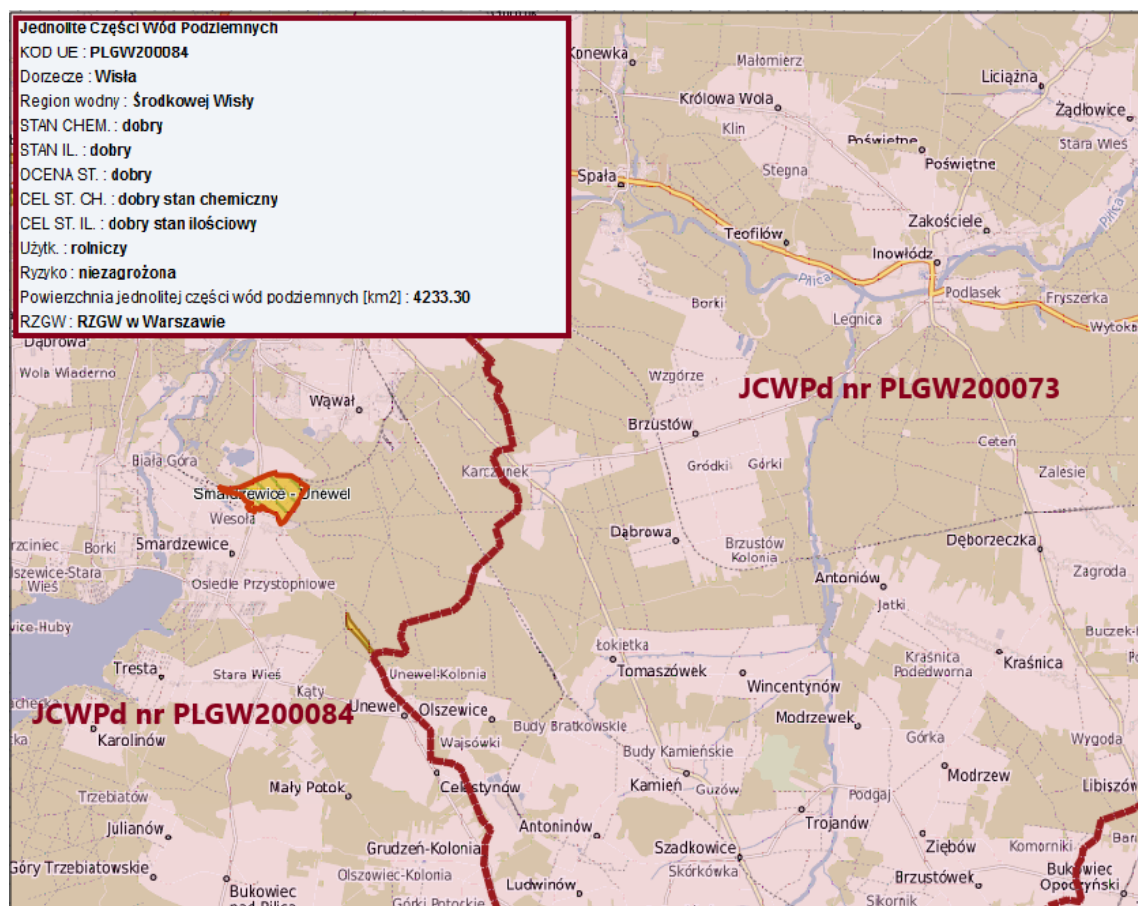 Jednolite Części Wód Podziemnych
KOD UE : PLGW200084
Dorzecze : Wisła
Region wodny : Środkowej Wisły
STAN CHEM. : dobry
STAN IL. : dobry
OCENA ST. : dobry
CEL ST. CH. : dobry stan chemiczny
CEL ST. IL. : dobry stan ilościowy
Użytk. : rolniczy
Ryzyko : niezagrożona
Powierzchnia jednolitej części wód podziemnych [km2] : 4233.30
RZGW : RZGW w Warszawie
Konewka
Małomierz
Liciążna
Królowa Wola
Żądłowice
Klin
Poświętne
Stara Wieś
Poświętne
Stegna
Spała
Pilica
Zakościele
Teofilów
Inowłódz
Pilica
Podlasek
Fryszerka
Borki
Legnica
Wytoka
Dąbrowa
Wola Wiaderno
Wzgórze
JCWPd nr PLGW200073
Wąwał
Brzustów
Ceteń
Biała Góra
Karczunek
Gródki
Górki
Zalesie
Smardzewice - Unewel
Wesoła
Dąbrowa
Borki
Smardzewice
Brzustów
Kolonia
Dęborzeczka
Zagroda
Osiedle Przystopniowe
Antoniów
Jatki
Łokietka
Tresta
Stara Wieś
Unewel-Kolonia
Tomaszówek
Kraśnica
Podedworna
Kraśnica
Kąty
Wincentynów
JCWPd nr PLGW200084
Unewel
Olszewice
Modrzewek
Budy Bratkowskie
Karolinów
Wajsówki
Budy Kamieńskie
Górka
Wygoda
Modrzew
Kamień
Guzów
Libiszów
Trzebiatów
Mały Potok
Celestynów
Podgaj
Julianów
Antoninów
Trojanów
Grudzeń-Kolonia
Szadkowice
Ziębów
Komorniki
Góry Trzebiatowskie
Olszowiec-Kolonia
Skórkówka
Brzustówek
Bukowiec
Opoczyński
Bukowiec
nad Pilicą
Ludwinów
Górki Potockie
Sikornik